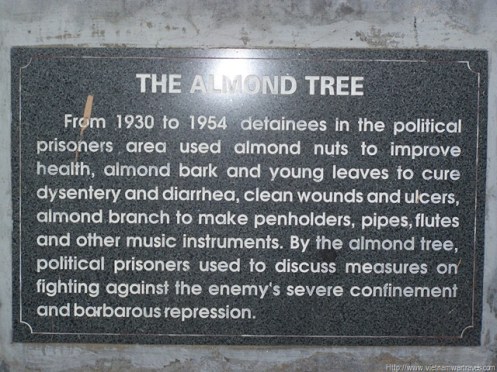 THE ALMOND TREE
From 1930 to 1954 detainees in the political
prisoners area used almond nuts to improve
health, almond bark and young leaves to cure
dysentery and diarrhea, clean wounds and ulcers,
almond branch to make penholders, pipes, flutes
and other music instruments. By the almond tree,
political prisoners used to discuss measures on
fighting against the enemy's severe confinement
and barbarous repression.